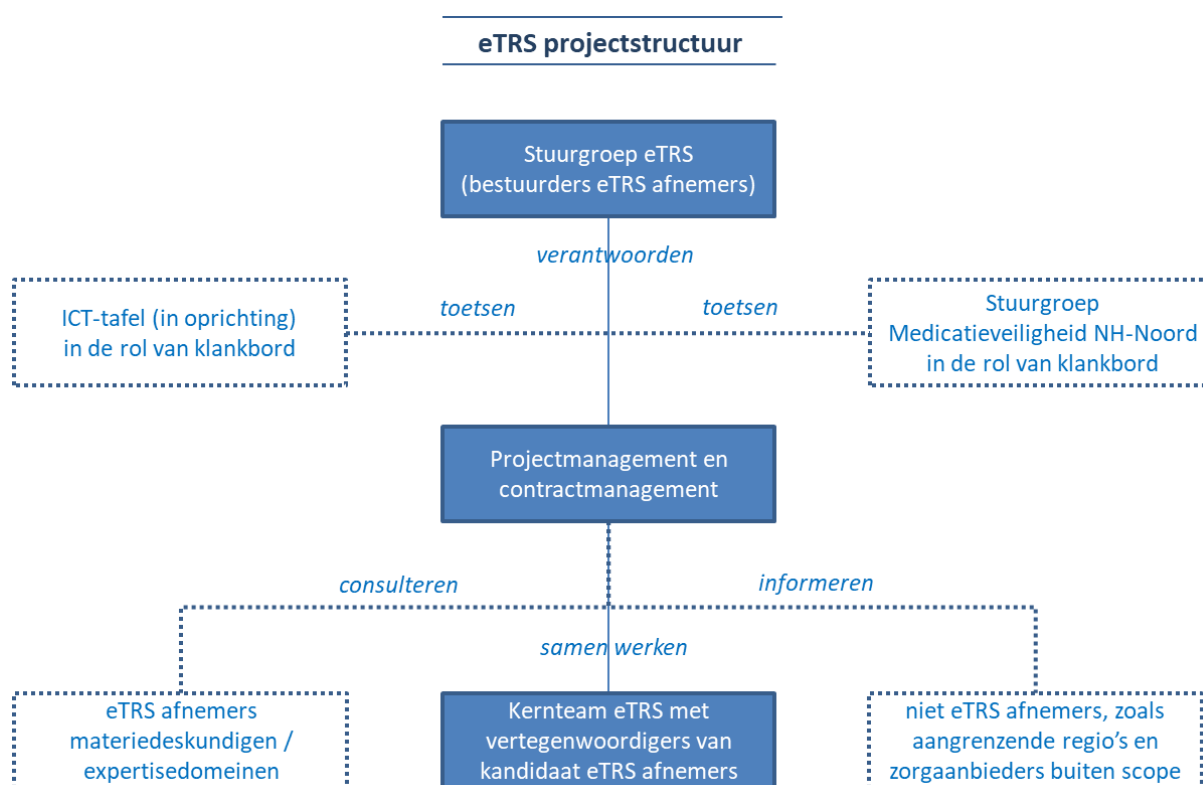 eTRS projectstructuur
Stuurgroep eTRS
(bestuurders eTRS afnemers)
verantwoorden
ICT-tafel (in oprichting)
in de rol van klankbord
toetsen
toetsen
Stuurgroep
Medicatieveiligheid NH-Noord
in de rol van klankbord
Projectmanagement en
contractmanagement
consulteren
informeren
samen werken
eTRS afnemers
materiedeskundigen /
expertisedomeinen
Kernteam eTRS met
vertegenwoordigers van
kandidaat eTRS afnemers
niet eTRS afnemers, zoals
aangrenzende regio's en
zorgaanbieders buiten scope